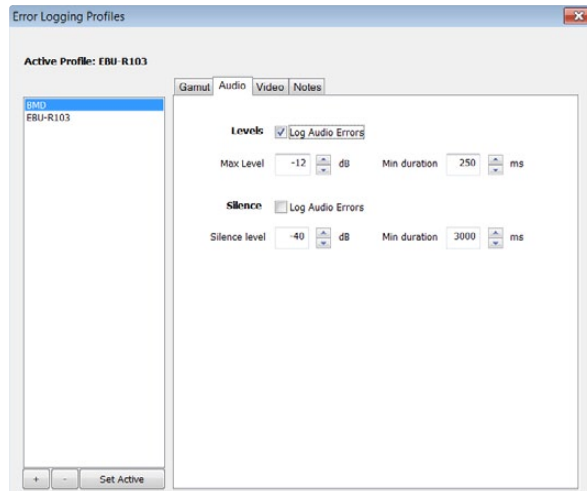 Error Logging Profiles
Active Profile: EBU-R103
BMD
EBU-R103
Gamut Audio Video Notes
Levels Log Audio Errors
Max Level -12 dB Min duration 250 ms
Silence Log Audio Errors
Silence level -40 dB Min duration 3000 ms
+ - Set Active